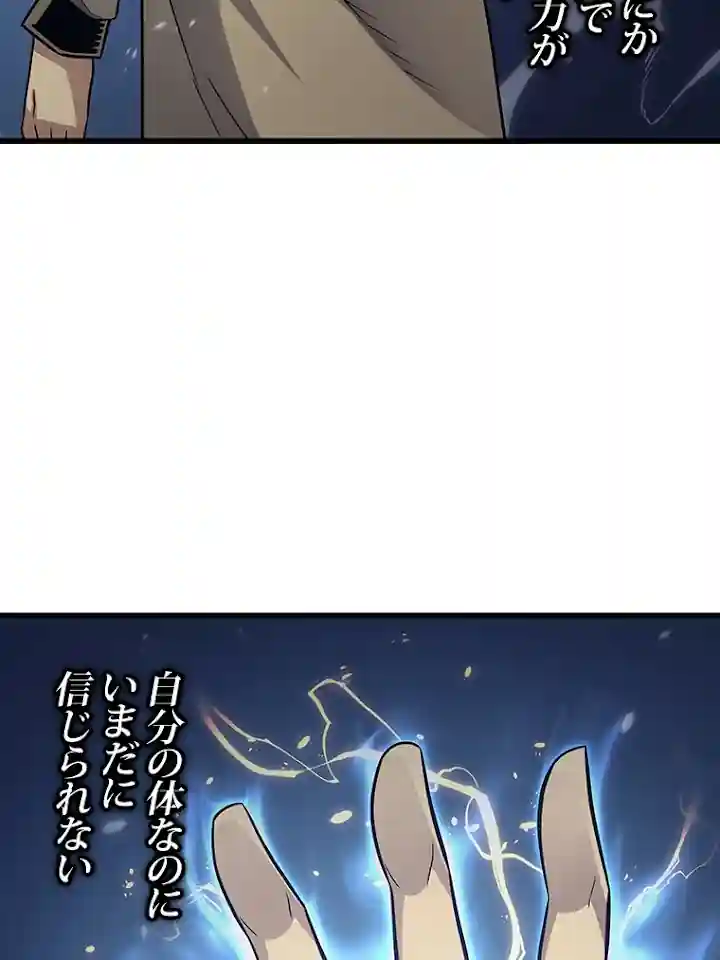 にか
で
力が
自分の体なのに
いまだに
信じられない